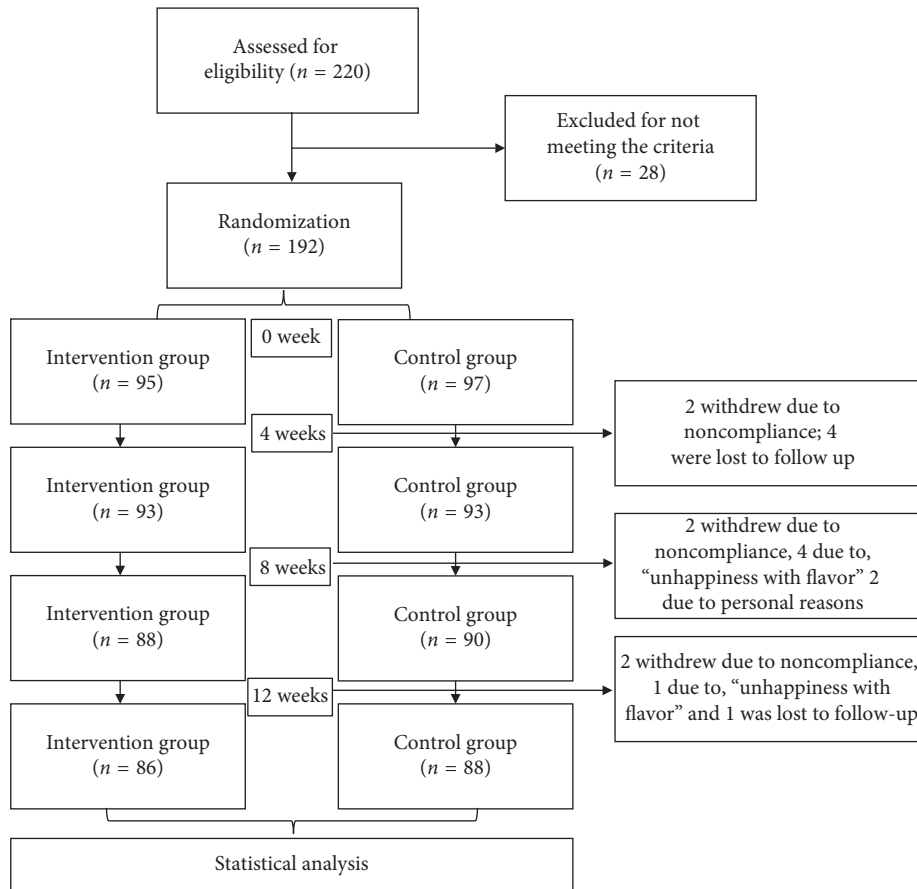 Assessed for
eligibility (n = 220)
Excluded for not
meeting the criteria
(n = 28)
Randomization
(n = 192)
0 week
Intervention group
(n = 95)
Control group
(n = 97)
4 weeks
2 withdrew due to
noncompliance; 4
were lost to follow up
Intervention group
(n = 93)
Control group
(n = 93)
8 weeks
2 withdrew due to
noncompliance, 4 due to,
“unhappiness with flavor” 2
due to personal reasons
Intervention group
(n = 88)
Control group
(n = 90)
12 weeks
2 withdrew due to noncompliance,
1 due to, “unhappiness with
flavor” and 1 was lost to follow-up
Intervention group
(n = 86)
Control group
(n = 88)
Statistical analysis